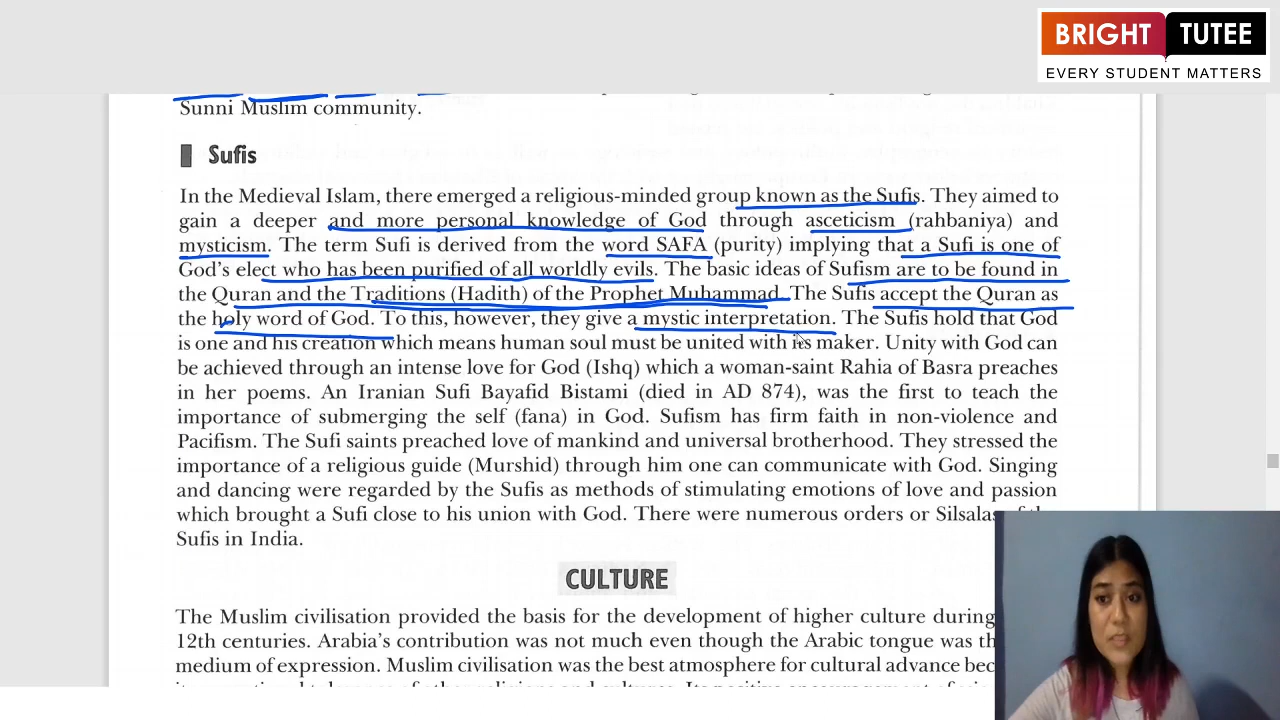 BRIGHT TUTEE
EVERY STUDENT MATTERS
Sunni Muslim community.
Sufis
In the Medieval Islam, there emerged a religious-minded group known as the Sufis. They aimed to
gain a deeper and more personal knowledge of God through asceticism (rahbaniya) and
mysticism. The term Sufi is derived from the word SAFA (purity) implying that a Sufi is one of
God's elect who has been purified of all worldly evils. The basic ideas of Sufism are to be found in
the Quran and the Traditions (Hadith) of the Prophet Muhammad. The Sufis accept the Quran as
the holy word of God. To this, however, they give a mystic interpretation. The Sufis hold that God
is one and his creation which means human soul must be united with its maker. Unity with God can
be achieved through an intense love for God (Ishq) which a woman-saint Rahia of Basra preaches
in her poems. An Iranian Sufi Bayafid Bistami (died in AD 874), was the first to teach the
importance of submerging the self (fana) in God. Sufism has firm faith in non-violence and
Pacifism. The Sufi saints preached love of mankind and universal brotherhood. They stressed the
importance of a religious guide (Murshid) through him one can communicate with God. Singing
and dancing were regarded by the Sufis as methods of stimulating emotions of love and passion
which brought a Sufi close to his union with God. There were numerous orders or Silsalas of the
Sufis in India.
CULTURE
The Muslim civilisation provided the basis for the development of higher culture during
12th centuries. Arabia's contribution was not much even though the Arabic tongue was
medium of expression. Muslim civilisation was the best atmosphere for cultural advance